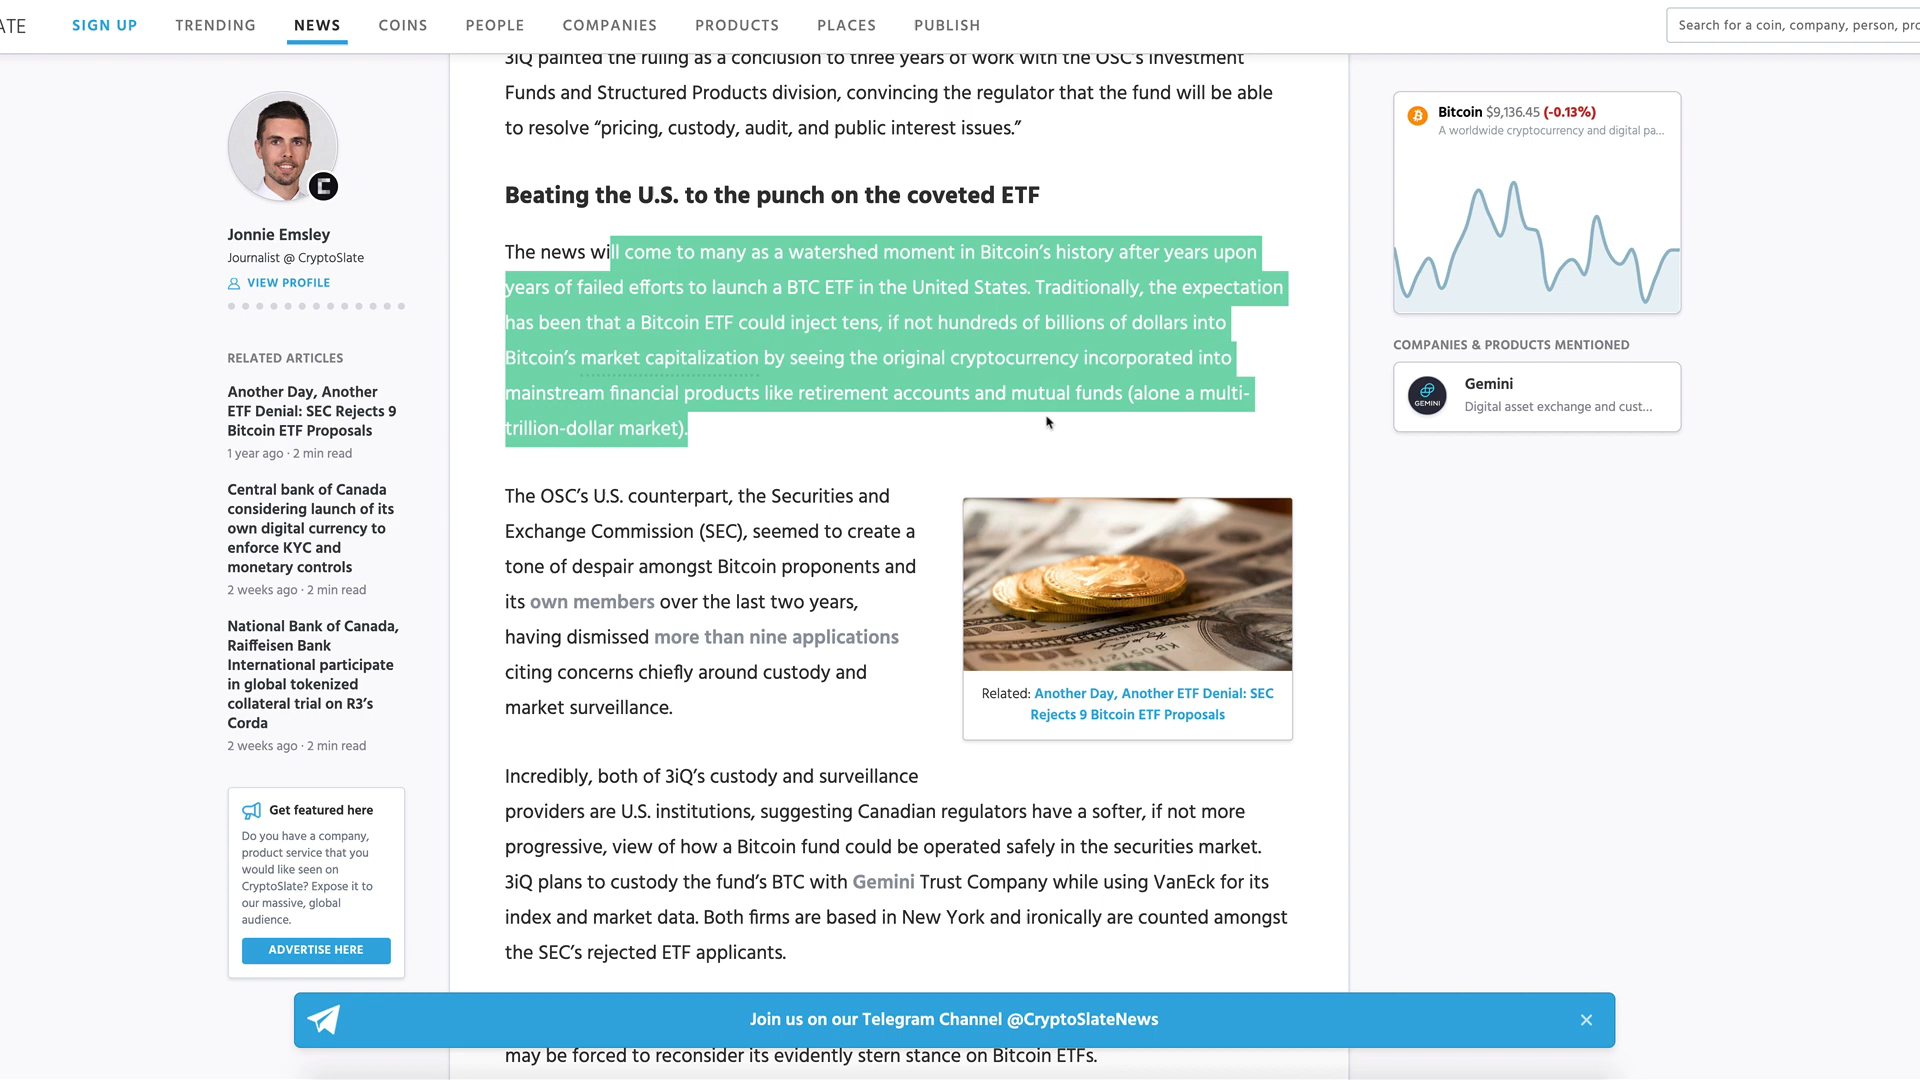 ATE
SIGN UP
TRENDING
NEWS
COINS
PEOPLE
COMPANIES
PRODUCTS
PLACES
PUBLISH
Search for a coin, company, person, pro
Jonnie Emsley
Journalist @ CryptoSlate
VIEW PROFILE
RELATED ARTICLES
Another Day, Another
ETF Denial: SEC Rejects 9
Bitcoin ETF Proposals
1 year ago · 2 min read
Central bank of Canada
considering launch of its
own digital currency to
enforce KYC and
monetary controls
2 weeks ago · 2 min read
National Bank of Canada,
Raiffeisen Bank
International participate
in global tokenized
collateral trial on R3’s
Corda
2 weeks ago · 2 min read
Get featured here
Do you have a company,
product service that you
would like seen on
CryptoSlate? Expose it to
our massive, global
audience.
ADVERTISE HERE
3iQ painted the ruling as a conclusion to three years of work with the OSC’s Investment
Funds and Structured Products division, convincing the regulator that the fund will be able
to resolve “pricing, custody, audit, and public interest issues.”
Beating the U.S. to the punch on the coveted ETF
The news will come to many as a watershed moment in Bitcoin’s history after years upon
years of failed efforts to launch a BTC ETF in the United States. Traditionally, the expectation
has been that a Bitcoin ETF could inject tens, if not hundreds of billions of dollars into
Bitcoin’s market capitalization by seeing the original cryptocurrency incorporated into
mainstream financial products like retirement accounts and mutual funds (alone a multi-
trillion-dollar market).
The OSC’s U.S. counterpart, the Securities and
Exchange Commission (SEC), seemed to create a
tone of despair amongst Bitcoin proponents and
its own members over the last two years,
having dismissed more than nine applications
citing concerns chiefly around custody and
market surveillance.
Related: Another Day, Another ETF Denial: SEC
Rejects 9 Bitcoin ETF Proposals
Incredibly, both of 3iQ’s custody and surveillance
providers are U.S. institutions, suggesting Canadian regulators have a softer, if not more
progressive, view of how a Bitcoin fund could be operated safely in the securities market.
3iQ plans to custody the fund’s BTC with Gemini Trust Company while using VanEck for its
index and market data. Both firms are based in New York and ironically are counted amongst
the SEC’s rejected ETF applicants.
Join us on our Telegram Channel @CryptoSlateNews
may be forced to reconsider its evidently stern stance on Bitcoin ETFs.
Bitcoin $9,136.45 (-0.13%)
A worldwide cryptocurrency and digital pa...
COMPANIES & PRODUCTS MENTIONED
GEMINI
Gemini
Digital asset exchange and cust...